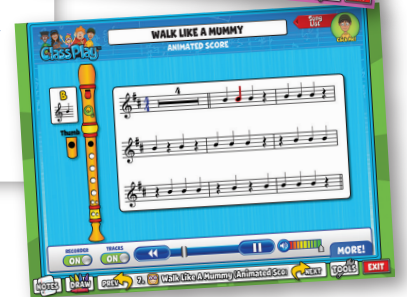 WALK LIKE A MUMMY
ANIMATED SCORE
Song
List
ClassPlay
B
Thumb
4
RECORDER
ON
TRACKS
ON
MORE!
NOTES
DRAW
PREV
7. Walk Like A Mummy (Animated Sco
NEXT
TOOLS
EXIT